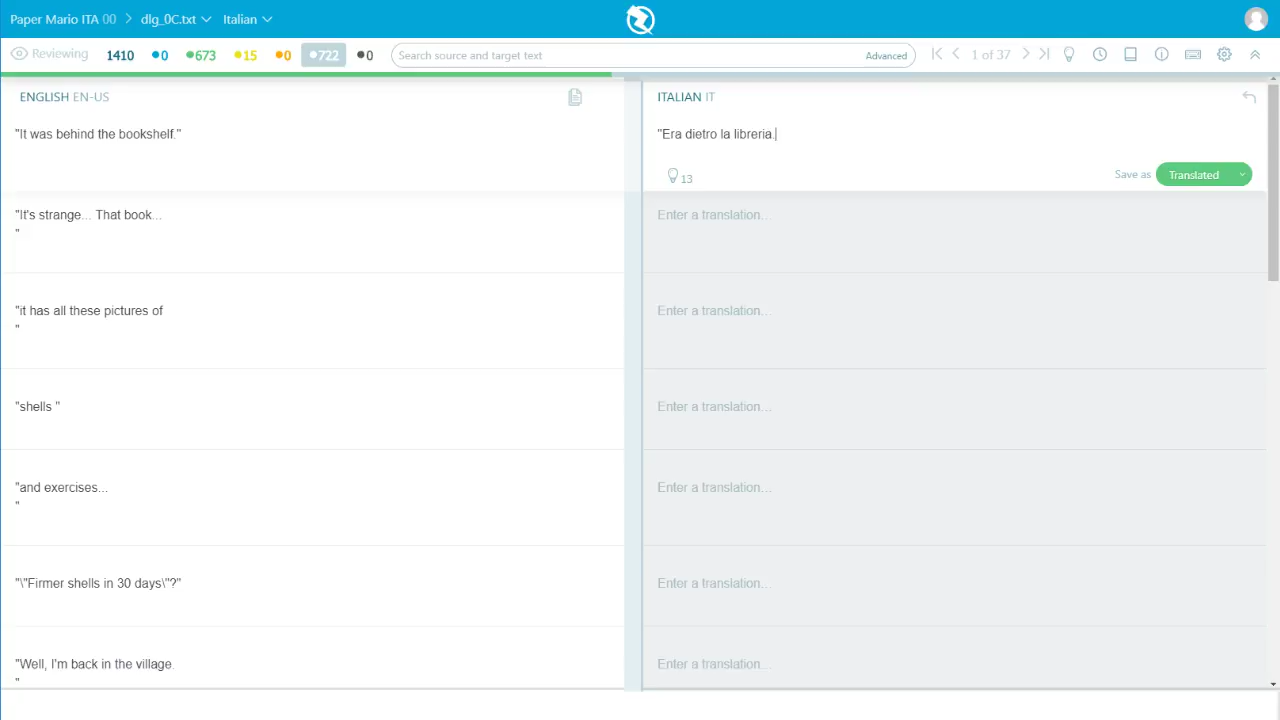 Paper Mario ITA 00 dlg_0C.txt Italian
Reviewing 1410 0 673 15 0 722 0 Search source and target text Advanced 1 of 37
ENGLISH EN-US
ITALIAN IT
"It was behind the bookshelf."
"Era dietro la libreria.
13
Save as Translated
"It's strange... That book...
"
Enter a translation...
"it has all these pictures of
"
Enter a translation...
"shells "
Enter a translation...
"and exercises...
"
Enter a translation...
"\"Firmer shells in 30 days\"?"
Enter a translation...
"Well, I'm back in the village.
"
Enter a translation...